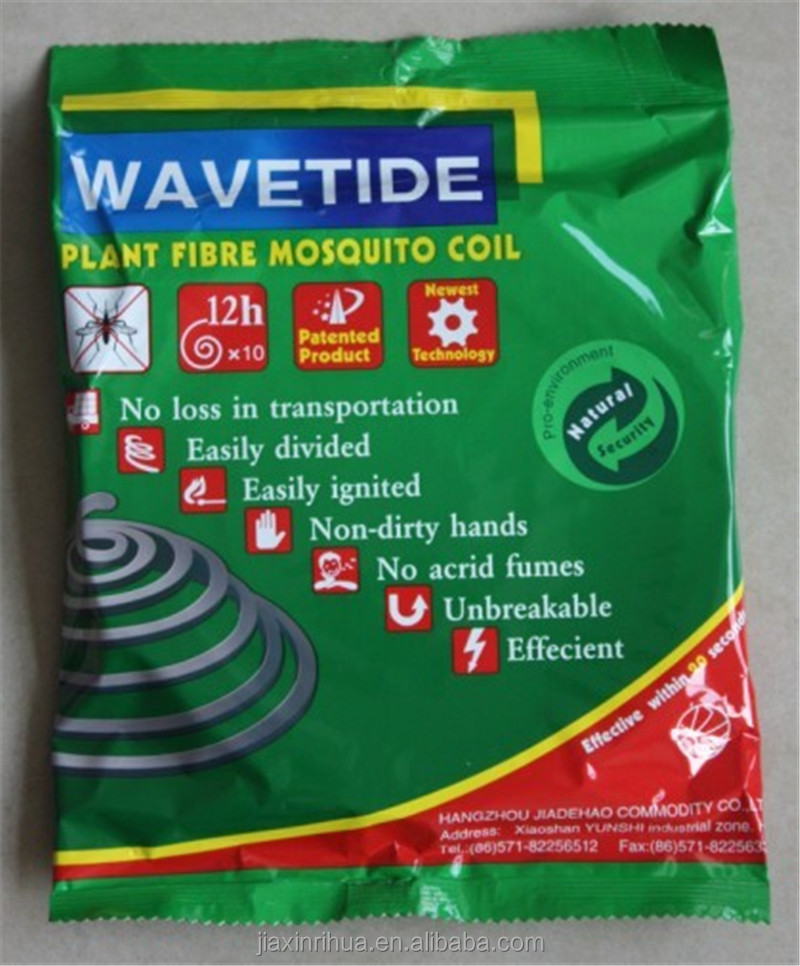 WAVETIDE
PLANT FIBRE MOSQUITO COIL
12h
×10
Patented
Product
Newest
Technology
Pro-environment
Natural
Security
No loss in transportation
Easily divided
Easily ignited
Non-dirty hands
No acrid fumes
Unbreakable
Effecient
Effective within seconds
HANGZHOU JIADEHAO COMMODITY CO.,LT
Address: Xiaoshan YUNSHI industrial zone.
Tel.:(86)571-82256512 Fax:(86)571-822563
jiaxinrihua.en.alibaba.com